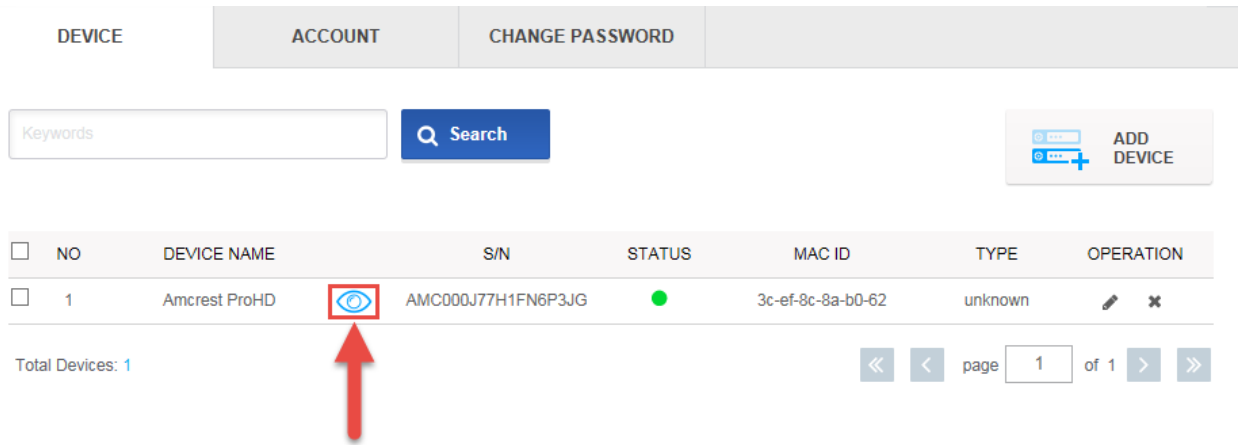 DEVICE ACCOUNT CHANGE PASSWORD
Keywords Search ADD
DEVICE
NO DEVICE NAME S/N STATUS MAC ID TYPE OPERATION
1 Amcrest ProHD AMC000J77H1FN6P3JG 3c-ef-8c-8a-b0-62 unknown
Total Devices: 1 page 1 of 1